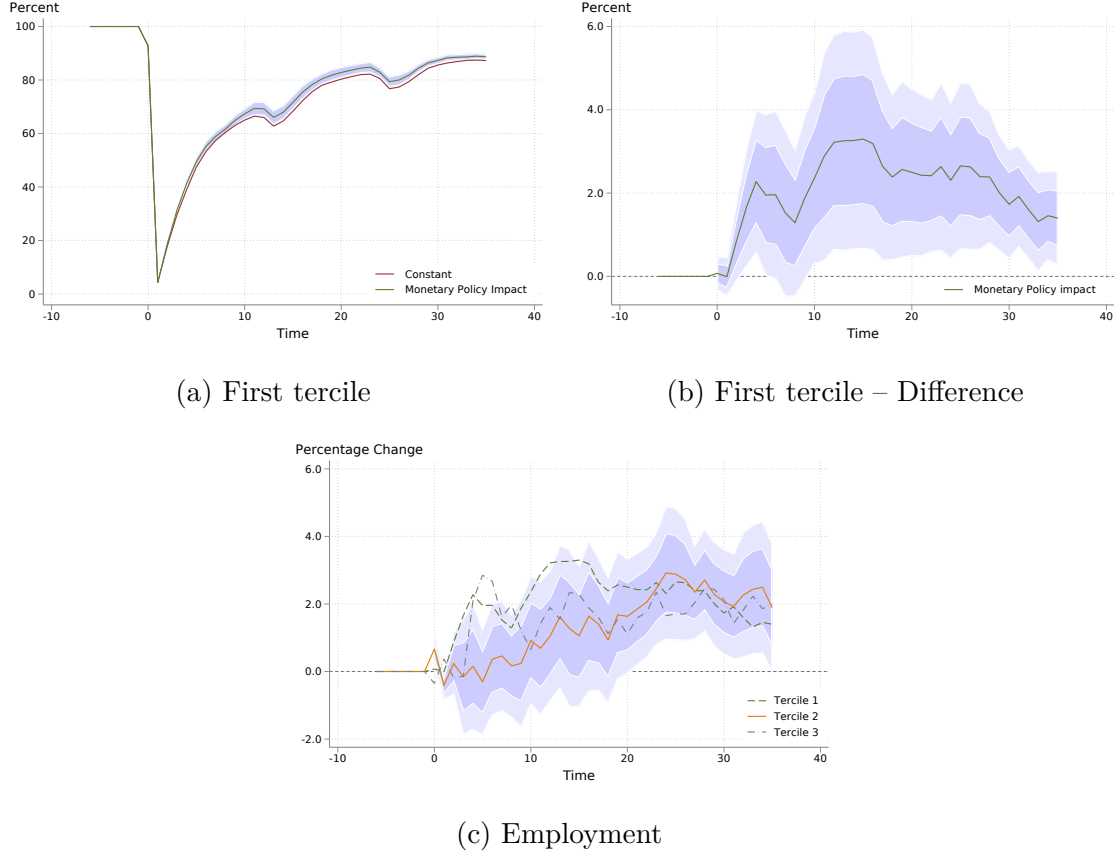 Percent
100
80
60
40
20
0
Constant
Monetary Policy Impact
-10 0 10 20 30 40
Time
(a) First tercile
Percent
6.0
4.0
2.0
0.0
Monetary Policy impact
-10 0 10 20 30 40
Time
(b) First tercile – Difference
Percentage Change
6.0
4.0
2.0
0.0
-2.0
Tercile 1
Tercile 2
Tercile 3
-10 0 10 20 30 40
Time
(c) Employment